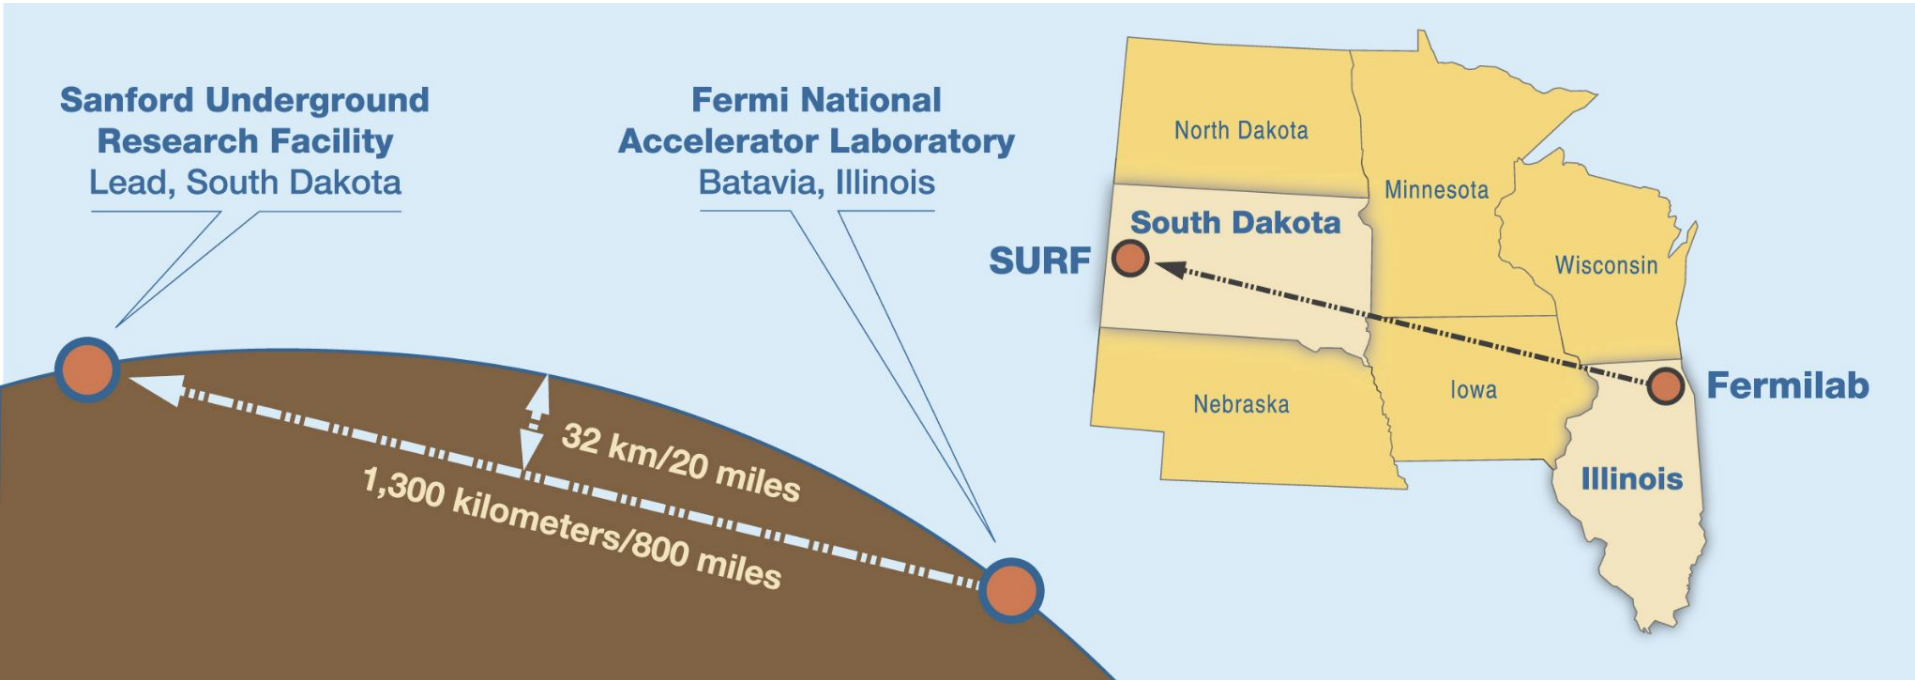 Sanford Underground
Research Facility
Lead, South Dakota
Fermi National
Accelerator Laboratory
Batavia, Illinois
32 km/20 miles
1,300 kilometers/800 miles
North Dakota
Minnesota
South Dakota
SURF
Wisconsin
Nebraska
Iowa
Fermilab
Illinois